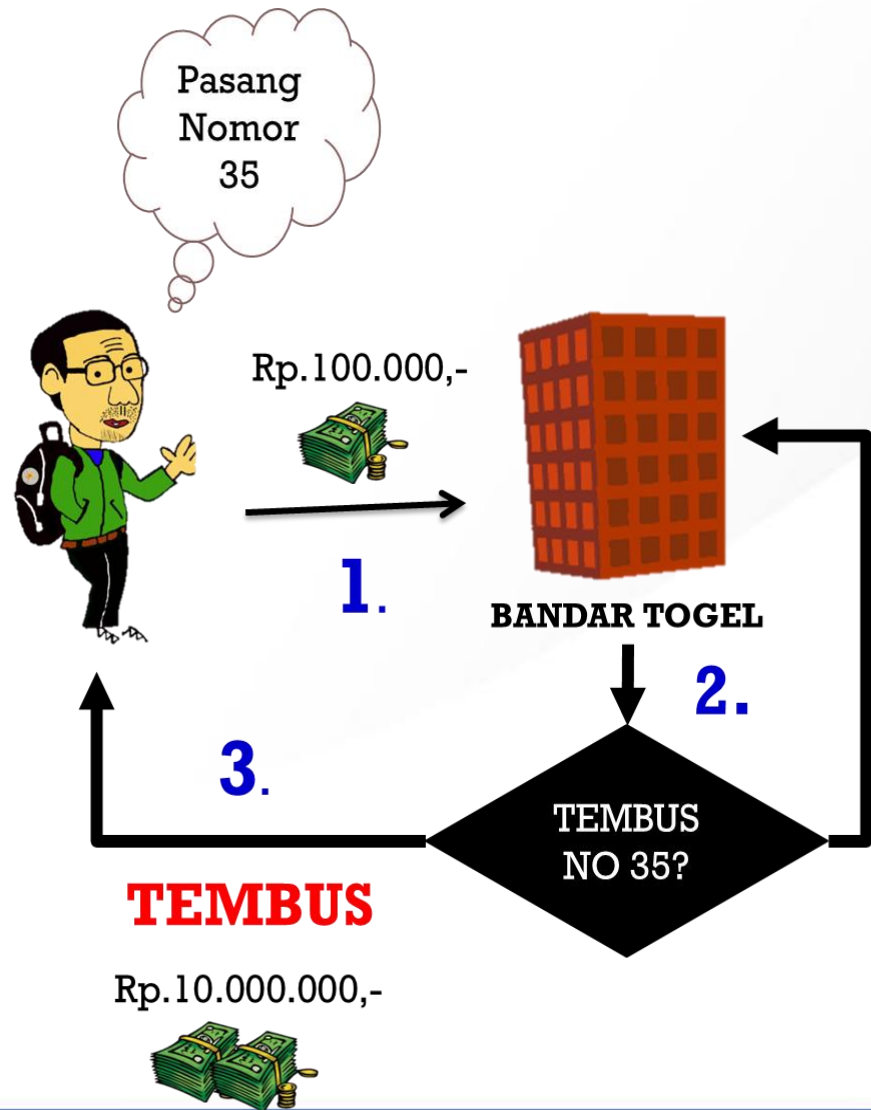 Pasang
Nomor
35
Rp.100.000,-
1.
BANDAR TOGEL
2.
3.
TEMBUS
NO 35?
TEMBUS
Rp.10.000.000,-